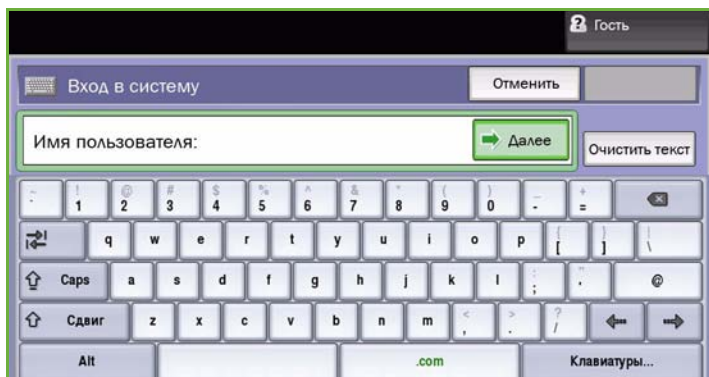 Гость
Вход в систему Отменить
Имя пользователя: Далее Очистить текст
~ ! @ # $ % ^ & * ( ) _ +
` 1 2 3 4 5 6 7 8 9 0 - =
q w e r t y u i o p { [ } ] | \
Caps a s d f g h j k l : ; " ' @
Сдвиг z x c v b n m < , > . ? /
Alt .com Клавиатуры...